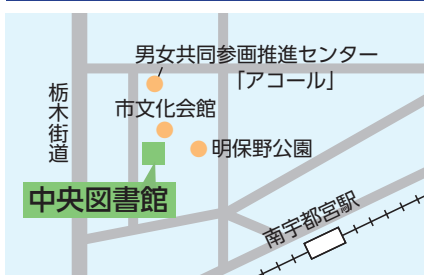 男女共同参画推進センター
「アコール」
栃木街道
市文化会館
明保野公園
中央図書館
南宇都宮駅